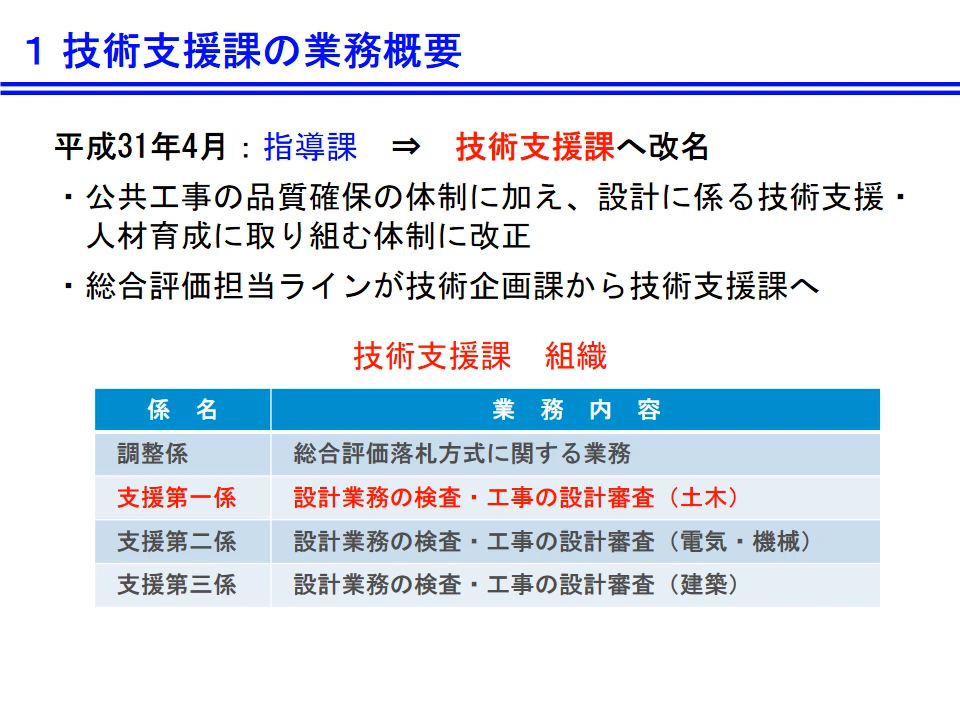 1 技術支援課の業務概要
平成31年4月：指導課　⇒　技術支援課へ改名
・公共工事の品質確保の体制に加え、設計に係る技術支援・
人材育成に取り組む体制に改正
・総合評価担当ラインが技術企画課から技術支援課へ
技術支援課　組織
係　名　業　務　内　容
調整係　総合評価落札方式に関する業務
支援第一係　設計業務の検査・工事の設計審査（土木）
支援第二係　設計業務の検査・工事の設計審査（電気・機械）
支援第三係　設計業務の検査・工事の設計審査（建築）